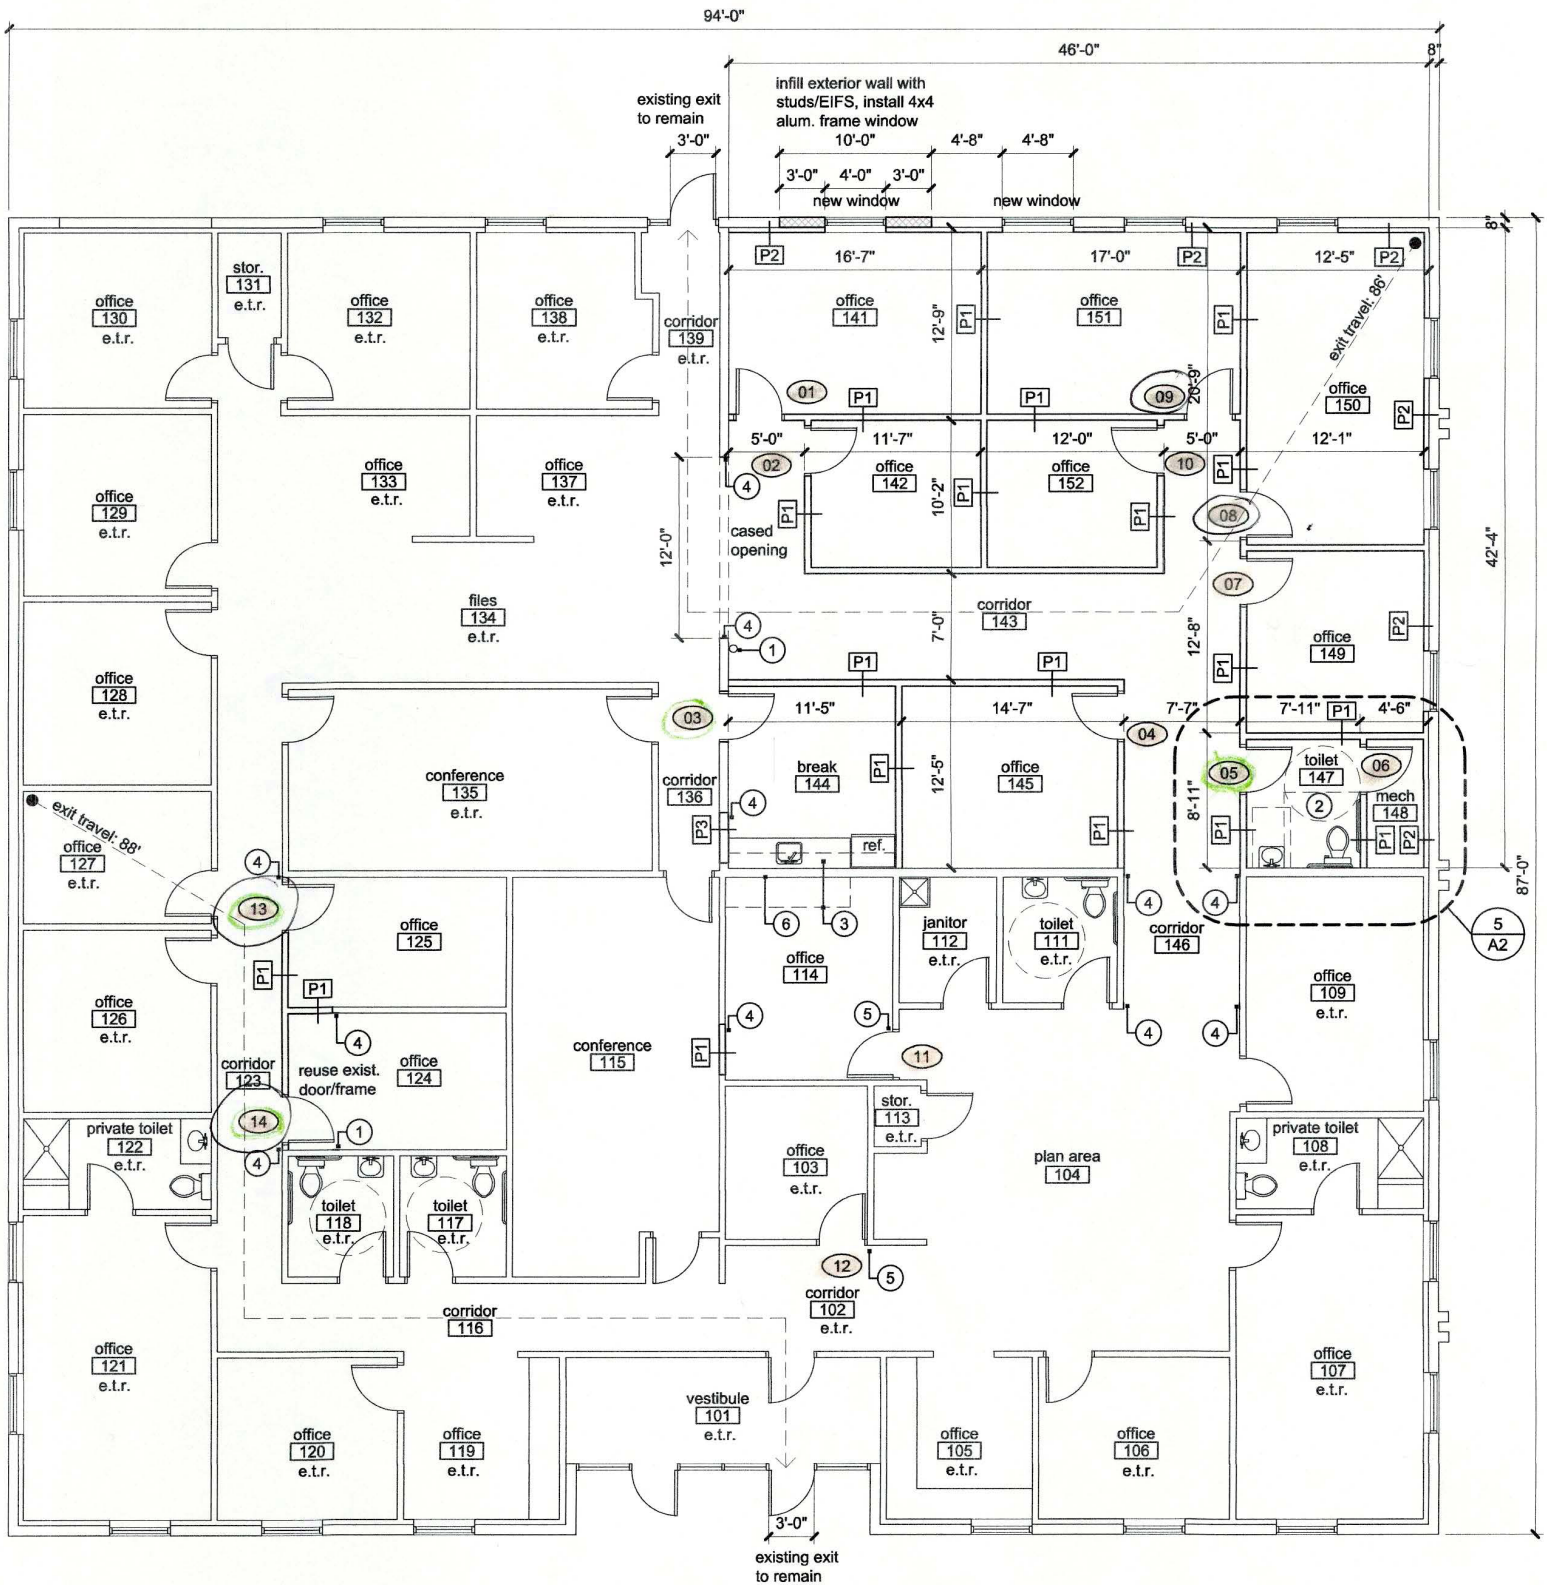 94'-0"
46'-0"
8"
infill exterior wall with
studs/EIFS, install 4x4
alum. frame window
existing exit
to remain
3'-0"
10'-0"
4'-8"
4'-8"
3'-0"
4'-0"
3'-0"
new window
new window
8"
P2
P2
P2
16'-7"
17'-0"
12'-5"
office
130
e.t.r.
stor.
131
e.t.r.
office
132
e.t.r.
office
138
e.t.r.
corridor
139
e.t.r.
office
141
12'-9"
P1
office
151
P1
exit travel: 86'
office
150
P2
20'-9"
01
P1
P1
09
5'-0"
11'-7"
12'-0"
5'-0"
12'-1"
office
129
e.t.r.
office
133
e.t.r.
office
137
e.t.r.
02
4
office
142
P1
office
152
10
P1
P1
10'-2"
P1
08
cased
opening
12'-0"
42'-4"
07
files
134
e.t.r.
corridor
143
4
1
7'-0"
12'-8"
office
149
P2
P1
P1
P1
office
128
e.t.r.
03
11'-5"
14'-7"
7'-7"
7'-11"
P1
4'-6"
04
conference
135
e.t.r.
corridor
136
e.t.r.
break
144
P1
12'-5"
office
145
05
toilet
147
2
06
mech
148
8'-11"
P3
4
P1
P1
P1
P2
ref.
exit travel: 88'
office
127
e.t.r.
4
87'-0"
13
office
125
e.t.r.
6
3
4
4
office
114
janitor
112
e.t.r.
toilet
111
e.t.r.
corridor
146
5
A2
P1
P1
office
109
e.t.r.
office
126
e.t.r.
4
4
5
4
4
corridor
123
reuse exist.
door/frame
office
124
conference
115
P1
11
14
1
4
private toilet
122
e.t.r.
stor.
113
e.t.r.
office
103
e.t.r.
plan area
104
private toilet
108
e.t.r.
toilet
118
e.t.r.
toilet
117
e.t.r.
12
5
corridor
116
corridor
102
e.t.r.
office
121
e.t.r.
office
107
e.t.r.
vestibule
101
e.t.r.
office
120
e.t.r.
office
119
e.t.r.
office
105
e.t.r.
office
106
e.t.r.
3'-0"
existing exit
to remain